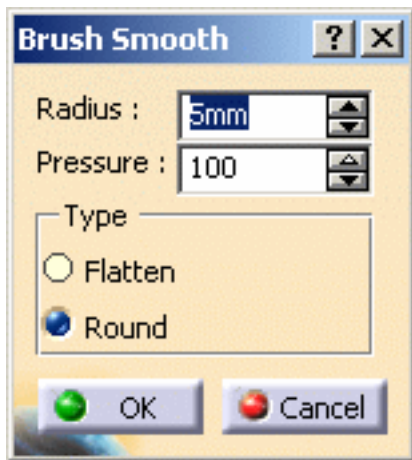 Brush Smooth ? X
Radius : 5mm
Pressure : 100
Type
Flatten
Round
OK Cancel